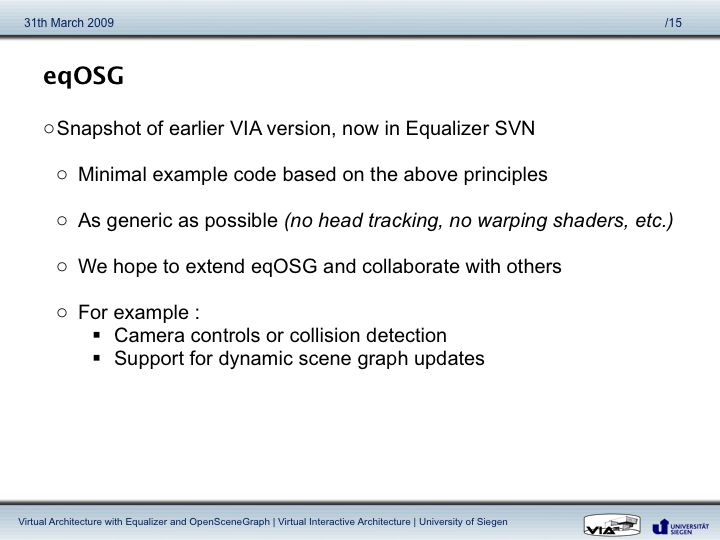 31th March 2009
/15
eqOSG
○Snapshot of earlier VIA version, now in Equalizer SVN
○ Minimal example code based on the above principles
○ As generic as possible (no head tracking, no warping shaders, etc.)
○ We hope to extend eqOSG and collaborate with others
○ For example :
▪ Camera controls or collision detection
▪ Support for dynamic scene graph updates
Virtual Architecture with Equalizer and OpenSceneGraph | Virtual Interactive Architecture | University of Siegen
VIA
UNIVERSITÄT
SIEGEN